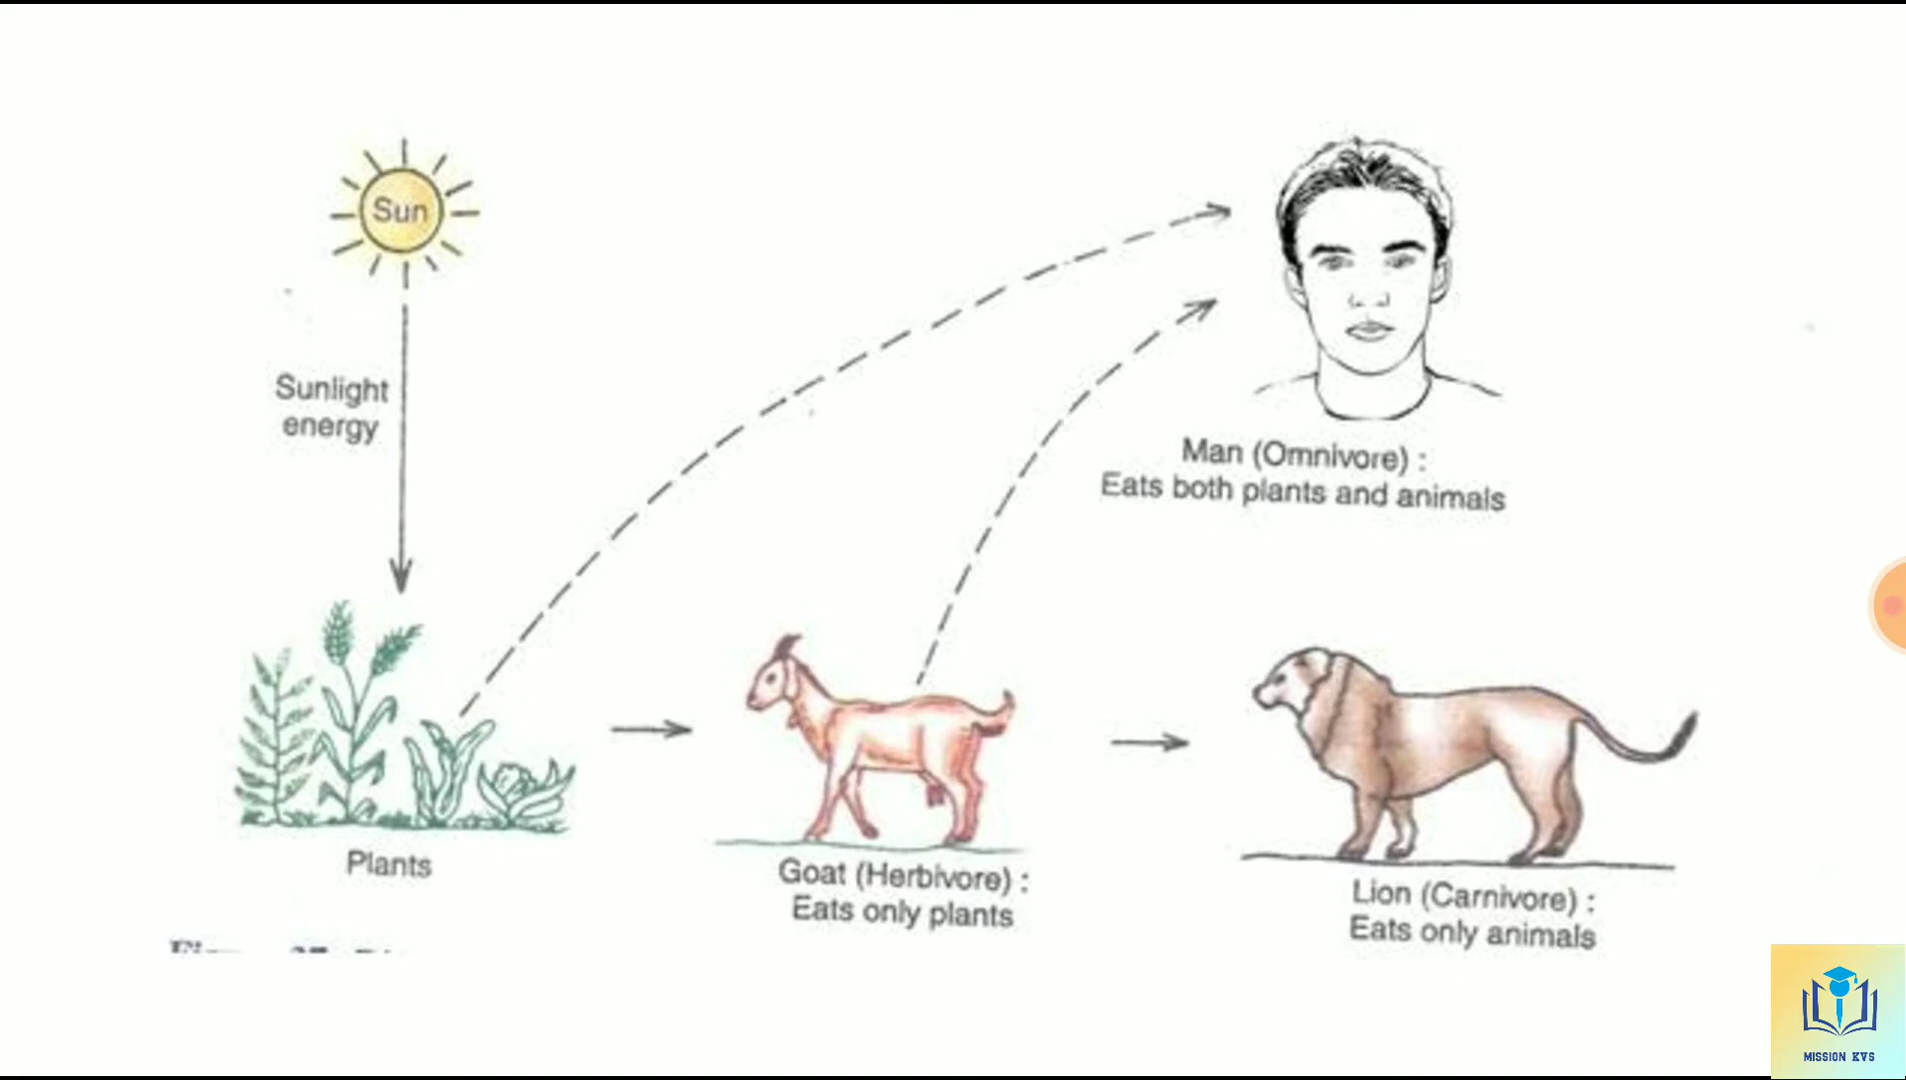 Sun
Sunlight
energy
Man (Omnivore) :
Eats both plants and animals
Plants
Goat (Herbivore) :
Eats only plants
Lion (Carnivore) :
Eats only animals
MISSION KVS